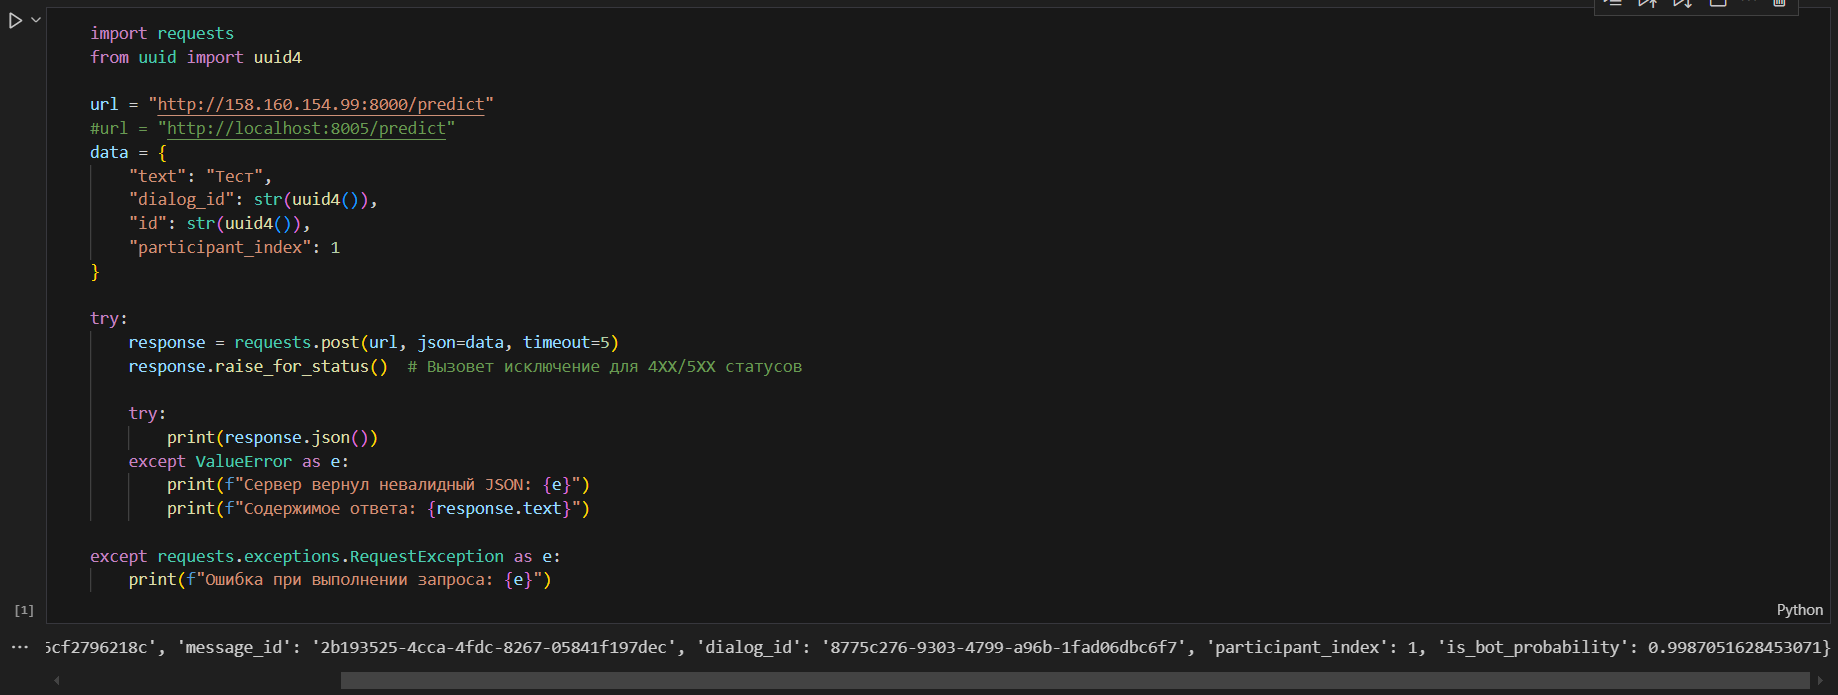 import requests
from uuid import uuid4
url = "http://158.160.154.99:8000/predict"
#url = "http://localhost:8005/predict"
data = {
    "text": "Тест",
    "dialog_id": str(uuid4()),
    "id": str(uuid4()),
    "participant_index": 1
}
try:
    response = requests.post(url, json=data, timeout=5)
    response.raise_for_status()  # Вызовет исключение для 4XX/5XX статусов
    try:
        print(response.json())
    except ValueError as e:
        print(f"Сервер вернул невалидный JSON: {e}")
        print(f"Содержимое ответа: {response.text}")
except requests.exceptions.RequestException as e:
    print(f"Ошибка при выполнении запроса: {e}")
[1]
Python
... 5cf2796218c', 'message_id': '2b193525-4cca-4fdc-8267-05841f197dec', 'dialog_id': '8775c276-9303-4799-a96b-1fad06dbc6f7', 'participant_index': 1, 'is_bot_probability': 0.9987051628453071}